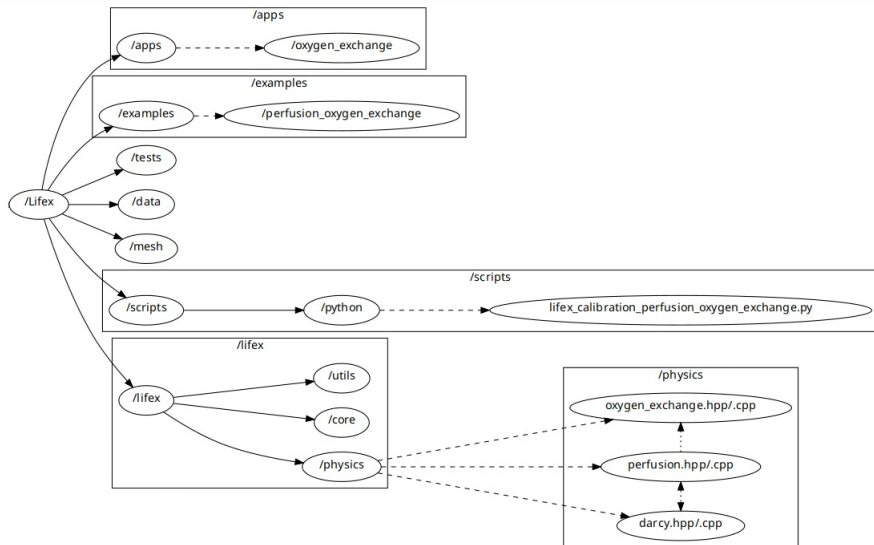 /apps
/apps
/oxygen_exchange
/examples
/examples
/perfusion_oxygen_exchange
/tests
/Lifex
/data
/mesh
/scripts
/scripts
/python
lifex_calibration_perfusion_oxygen_exchange.py
/lifex
/lifex
/utils
/core
/physics
/physics
oxygen_exchange.hpp/.cpp
perfusion.hpp/.cpp
darcy.hpp/.cpp